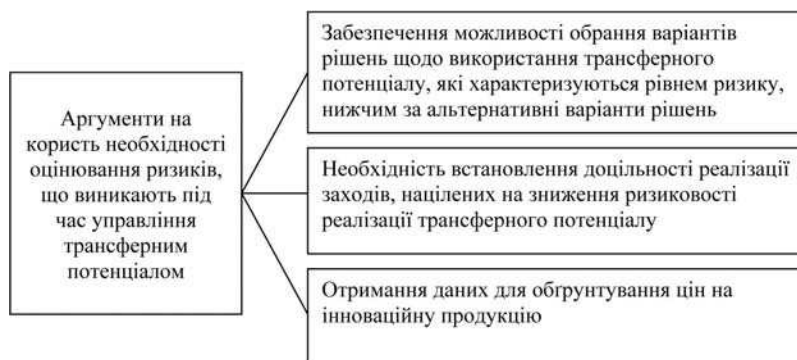 Аргументи на
користь необхідності
оцінювання ризиків,
що виникають під
час управління
трансферним
потенціалом
Забезпечення можливості обрання варіантів
рішень щодо використання трансферного
потенціалу, які характеризуються рівнем ризику,
нижчим за альтернативні варіанти рішень
Необхідність встановлення доцільності реалізації
заходів, націлених на зниження ризиковості
реалізації трансферного потенціалу
Отримання даних для обґрунтування цін на
інноваційну продукцію